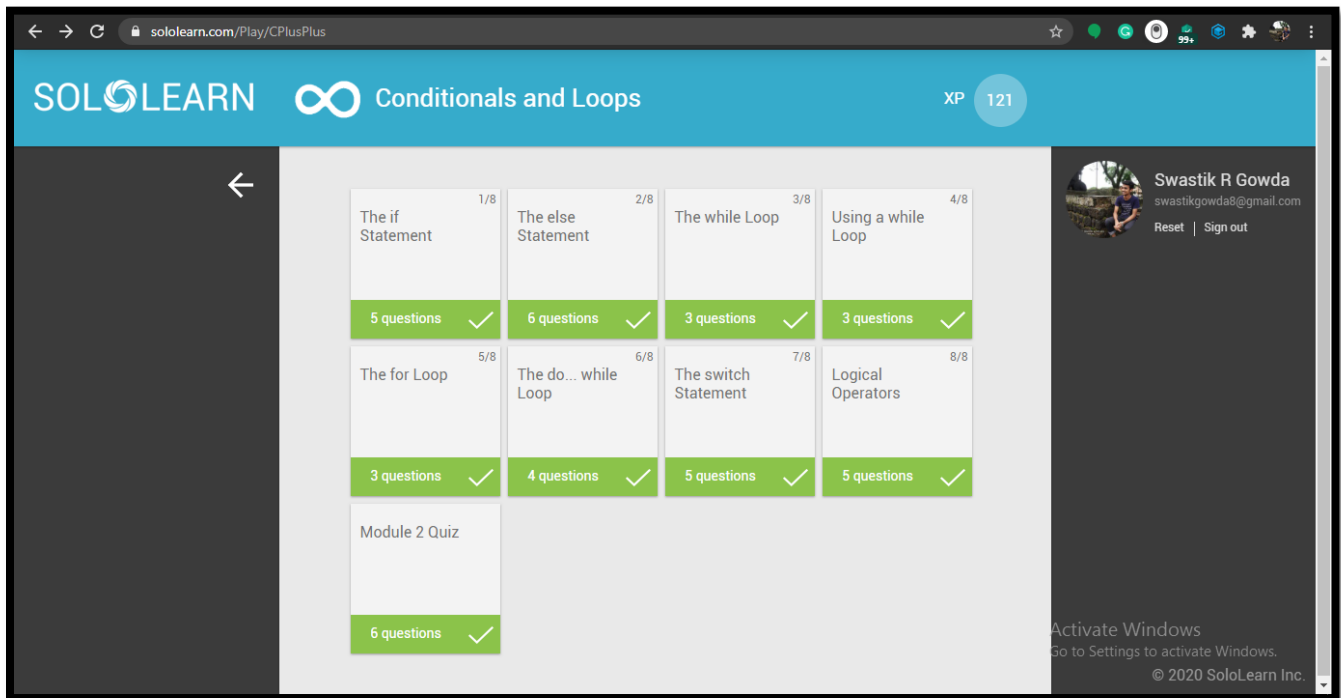 sololearn.com/Play/CPlusPlus
99+
SOLOLEARN
Conditionals and Loops
XP 121
Swastik R Gowda
swastikgowda8@gmail.com
Reset | Sign out
1/8
The if
Statement
5 questions
2/8
The else
Statement
6 questions
3/8
The while Loop
3 questions
4/8
Using a while
Loop
3 questions
5/8
The for Loop
3 questions
6/8
The do... while
Loop
4 questions
7/8
The switch
Statement
5 questions
8/8
Logical
Operators
5 questions
Module 2 Quiz
6 questions
Activate Windows
Go to Settings to activate Windows.
© 2020 SoloLearn Inc.